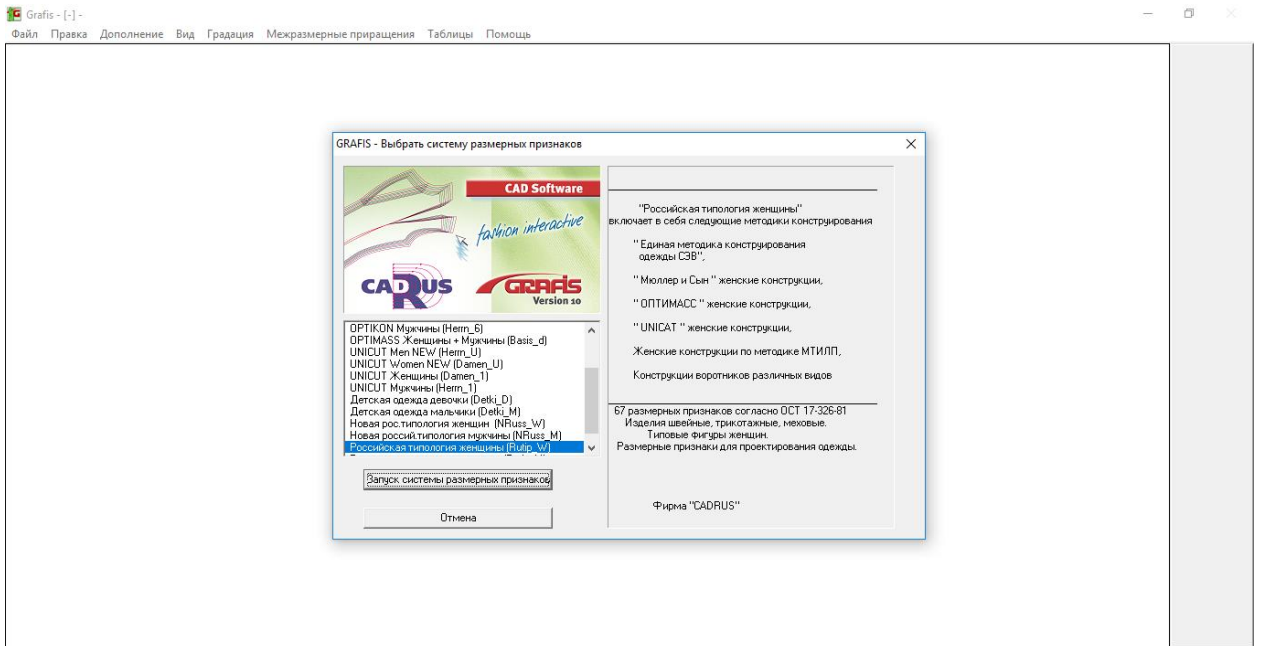 Grafis - [-] -
Файл Правка Дополнение Вид Градация Межразмерные приращения Таблицы Помощь
GRAFIS - Выбрать систему размерных признаков
CAD Software
fashion interactive
CADRUS
GRAFIS
Version 10
OPTIKON Мужчины (Herrn_6)
OPTIMASS Женщины + Мужчины (Basis_d)
UNICUT Men NEW (Herrn_U)
UNICUT Women NEW (Damen_U)
UNICUT Женщины (Damen_1)
UNICUT Мужчины (Herrn_1)
Детская одежда девочки (Detki_D)
Детская одежда мальчики (Detki_M)
Новая рос.типология женщин (NRuss_W)
Новая россий.типология мужчины (NRuss_M)
Российская типология женщины (Rutip_W)
Запуск системы размерных признаков
Отмена
"Российская типология женщины"
включает в себя следующие методики конструирования
" Единая методика конструирования
одежды СЭВ",
" Мюллер и Сын " женские конструкции,
" ОПТИМАСС " женские конструкции,
" UNICAT " женские конструкции,
Женские конструкции по методике МТИЛП,
Конструкции воротников различных видов
67 размерных признаков согласно ОСТ 17-326-81
Изделия швейные, трикотажные, меховые.
Типовые фигуры женщин.
Размерные признаки для проектирования одежды.
Фирма "CADRUS"